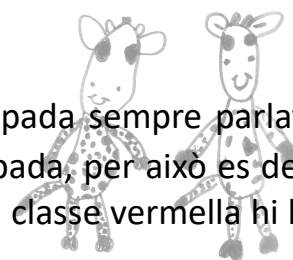 pada sempre parla
pada, per això es de
classe vermella hi